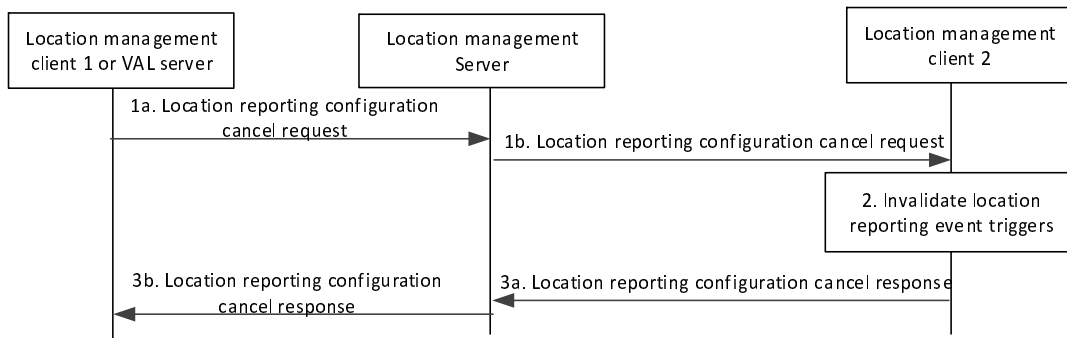 Location management
client 1 or VAL server
Location management
Server
Location management
client 2
1a. Location reporting configuration
cancel request
1b. Location reporting configuration cancel request
2. Invalidate location
reporting event triggers
3a. Location reporting configuration cancel response
3b. Location reporting configuration
cancel response